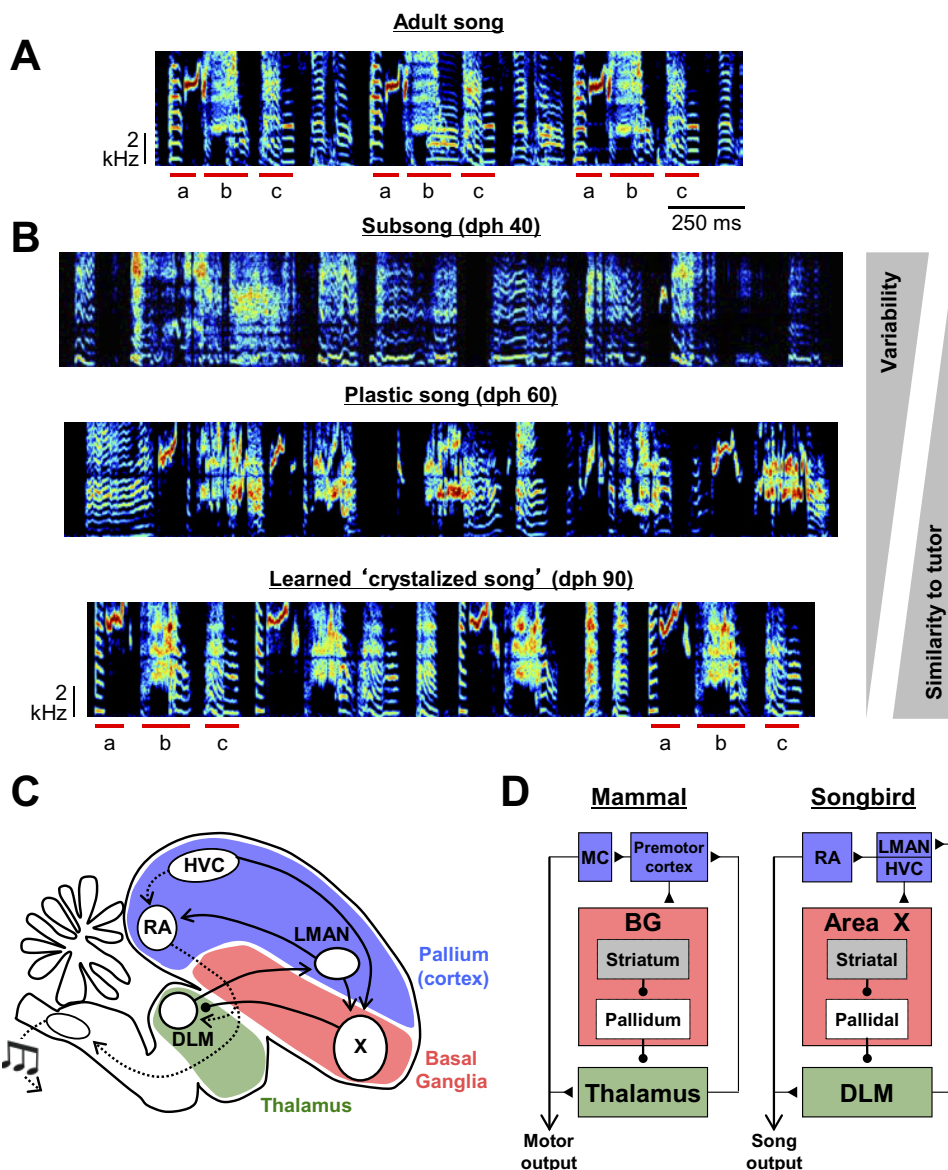 Adult song
A
2
kHz
a b c a b c a b c
250 ms
B
Subsong (dph 40)
Plastic song (dph 60)
Learned ‘crystalized song’ (dph 90)
2
kHz
a b c a b c
Variability
Similarity to tutor
C
HVC
RA
LMAN
DLM
X
Pallium
(cortex)
Basal
Ganglia
Thalamus
D
Mammal
MC
Premotor
cortex
BG
Striatum
Pallidum
Thalamus
Motor
output
Songbird
RA
LMAN
HVC
Area X
Striatal
Pallidal
DLM
Song
output